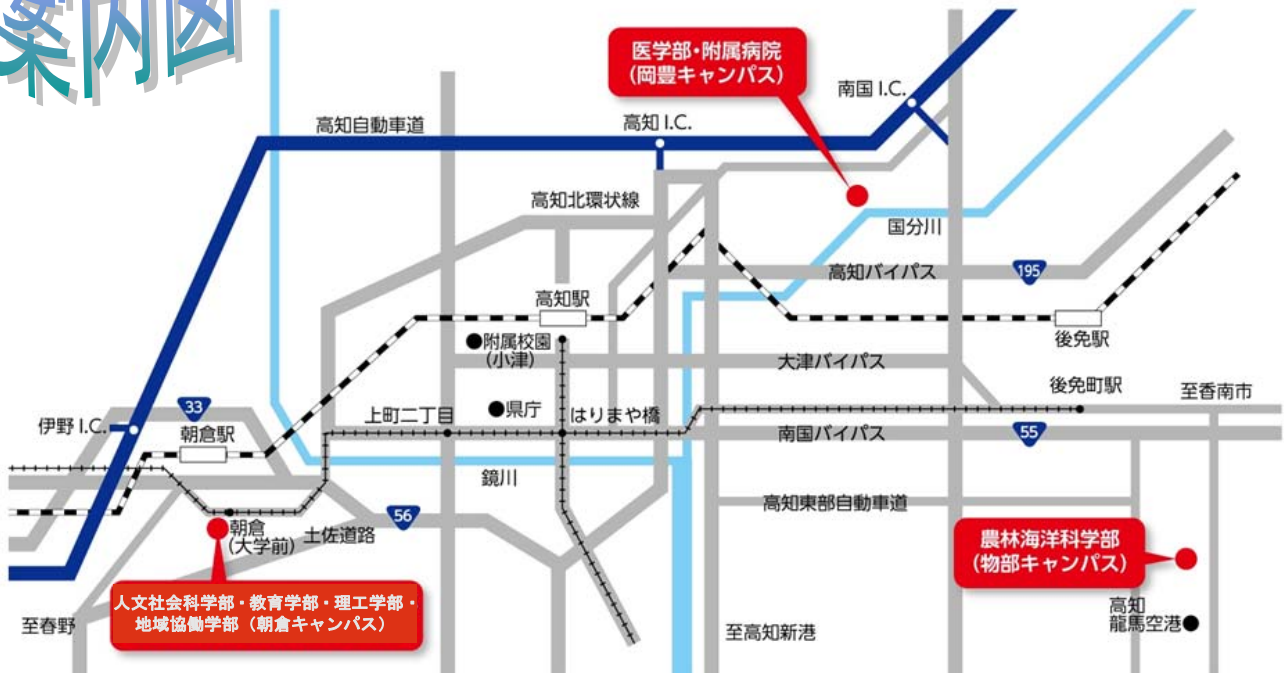 案内図
医学部・附属病院
(岡豊キャンパス)
南国 I.C.
高知自動車道
高知 I.C.
高知北環状線
国分川
高知バイパス
195
高知駅
後免駅
附属校園
(小津)
大津バイパス
後免町駅
至香南市
33
上町二丁目
県庁
はりまや橋
伊野 I.C.
朝倉駅
南国バイパス
55
鏡川
高知東部自動車道
56
朝倉
(大学前)
土佐道路
農林海洋科学部
(物部キャンパス)
人文社会科学部・教育学部・理工学部・
地域協働学部(朝倉キャンパス)
至春野
至高知新港
高知
龍馬空港